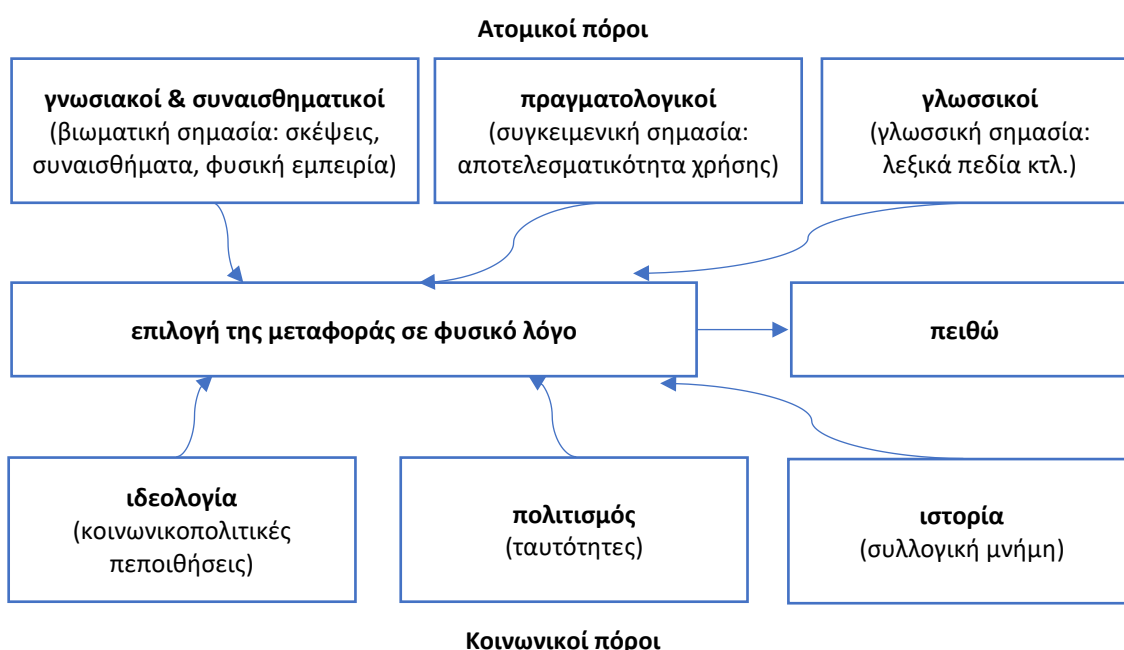 Ατομικοί πόροι
γνωσιακοί & συναισθηματικοί
(βιωματική σημασία: σκέψεις,
συναισθήματα, φυσική εμπειρία)
πραγματολογικοί
(συγκειμενική σημασία:
αποτελεσματικότητα χρήσης)
γλωσσικοί
(γλωσσική σημασία:
λεξικά πεδία κτλ.)
επιλογή της μεταφοράς σε φυσικό λόγο
πειθώ
ιδεολογία
(κοινωνικοπολιτικές
πεποιθήσεις)
πολιτισμός
(ταυτότητες)
ιστορία
(συλλογική μνήμη)
Κοινωνικοί πόροι